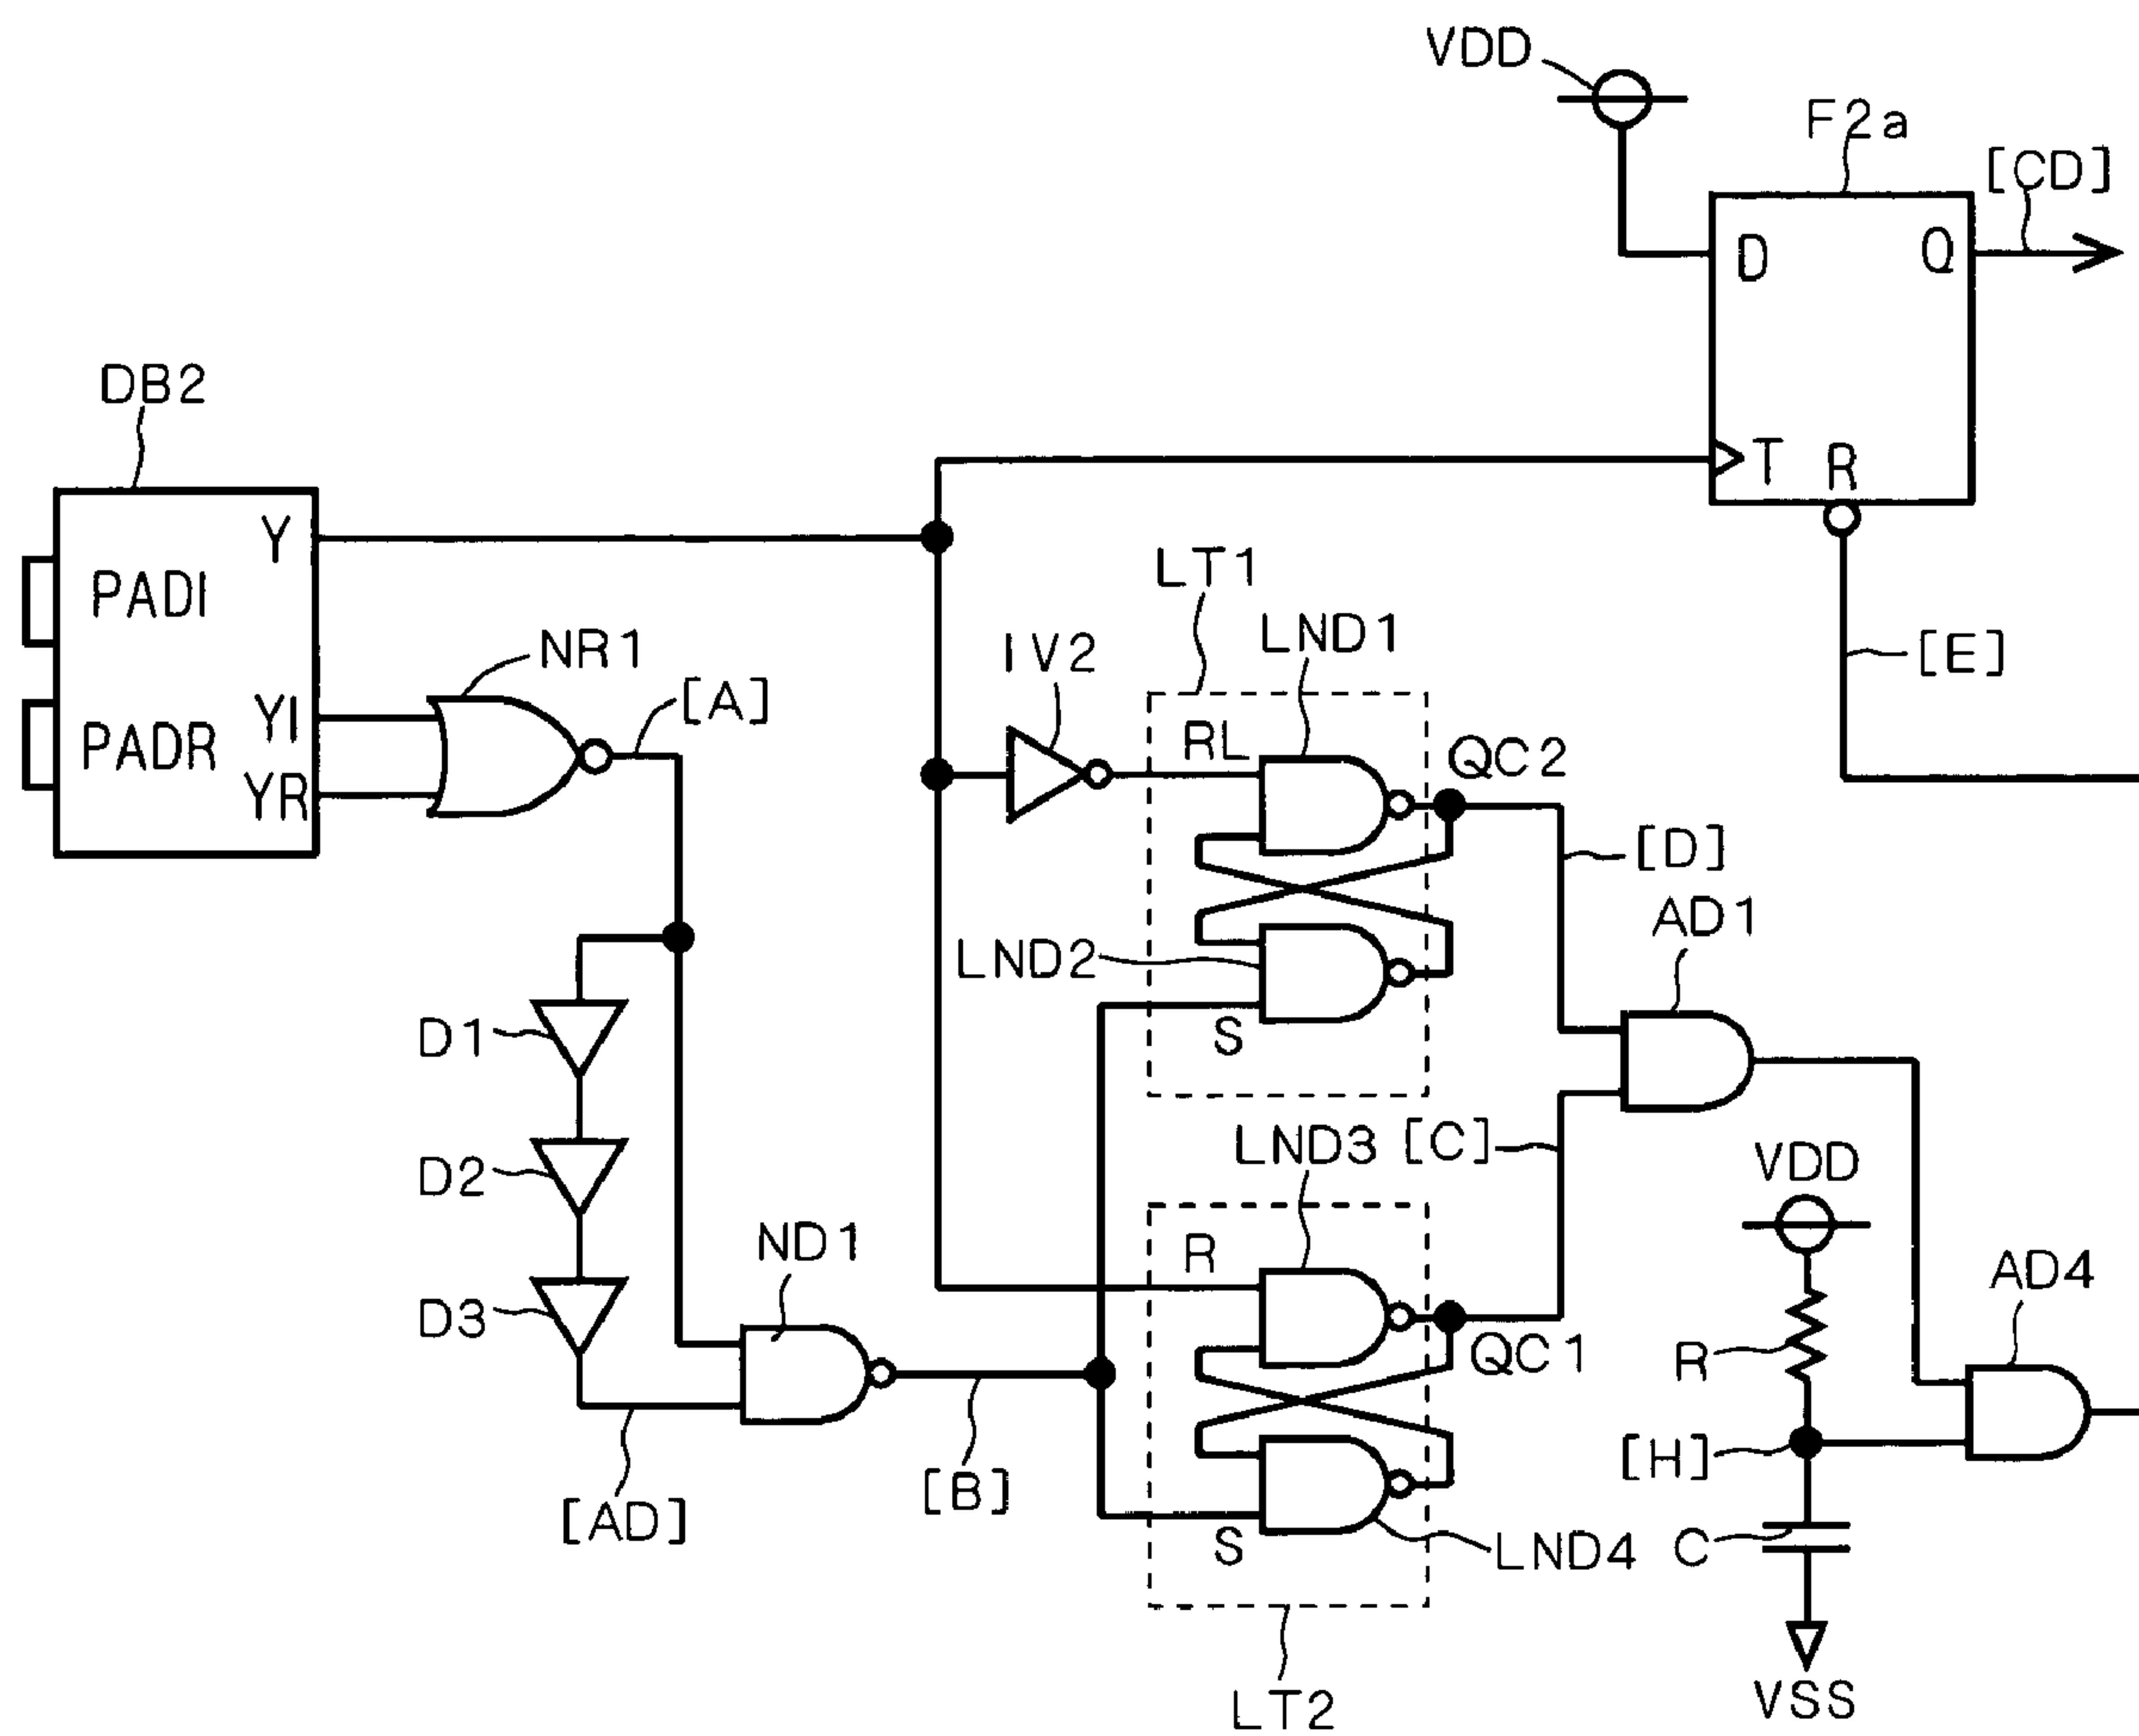 VDD
F2a
[CD]
D
Q
DB2
T
R
Y
LT1
PADI
LND1
IV2
NR1
[E]
YI
[A]
RL
QC2
PADR
YR
[D]
AD1
LND2
D1
S
LND3
[C]
VDD
D2
ND1
R
AD4
D3
QC1
R
[H]
[B]
[AD]
S
LND4
C
LT2
VSS